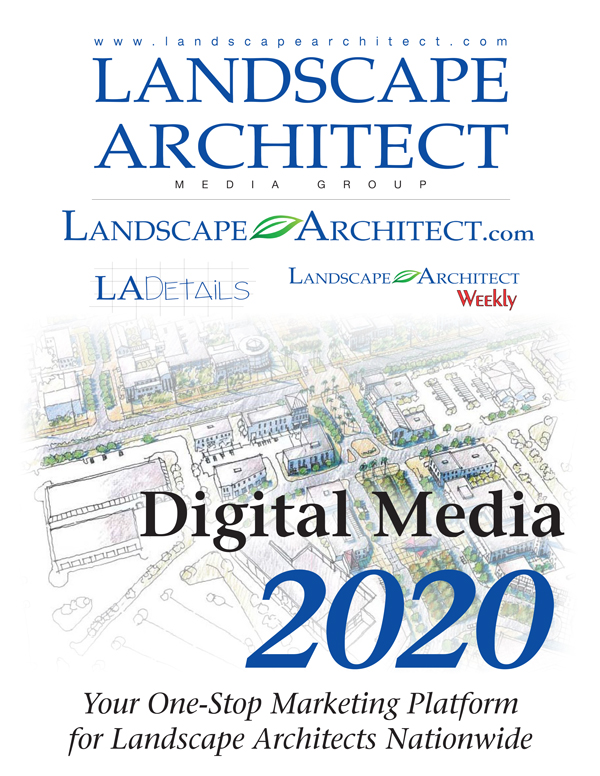 www.landscapearchitect.com
LANDSCAPE
ARCHITECT
MEDIA GROUP
LANDSCAPE ARCHITECT.com
LADETAILS
LANDSCAPE ARCHITECT
WEEKLY
Digital Media
2020
Your One-Stop Marketing Platform
for Landscape Architects Nationwide